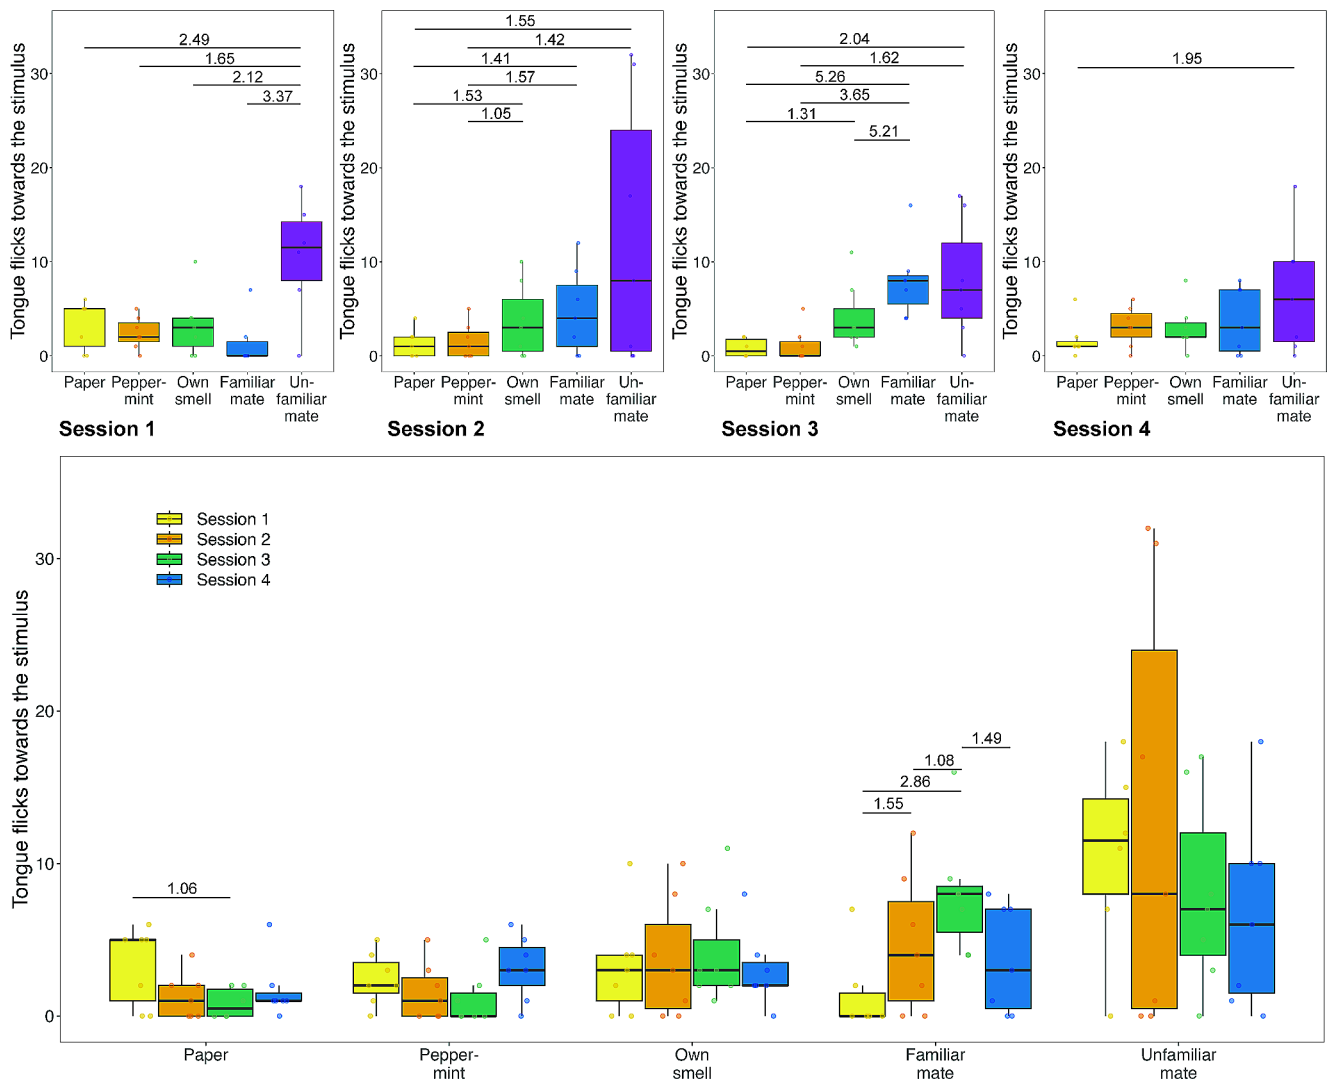 Tongue flicks towards the stimulus
30
20
10
0
2.49
1.65
2.12
3.37
Paper
Pepper-
mint
Own
smell
Familiar
mate
Un-
familiar
mate
Session 1
Tongue flicks towards the stimulus
30
20
10
0
1.55
1.42
1.41
1.57
1.53
1.05
Paper
Pepper-
mint
Own
smell
Familiar
mate
Un-
familiar
mate
Session 2
Tongue flicks towards the stimulus
30
20
10
0
2.04
1.62
5.26
3.65
1.31
5.21
Paper
Pepper-
mint
Own
smell
Familiar
mate
Un-
familiar
mate
Session 3
Tongue flicks towards the stimulus
30
20
10
0
1.95
Paper
Pepper-
mint
Own
smell
Familiar
mate
Un-
familiar
mate
Session 4
Tongue flicks towards the stimulus
30
20
10
0
Session 1
Session 2
Session 3
Session 4
1.06
1.49
1.08
2.86
1.55
Paper
Pepper-
mint
Own
smell
Familiar
mate
Unfamiliar
mate